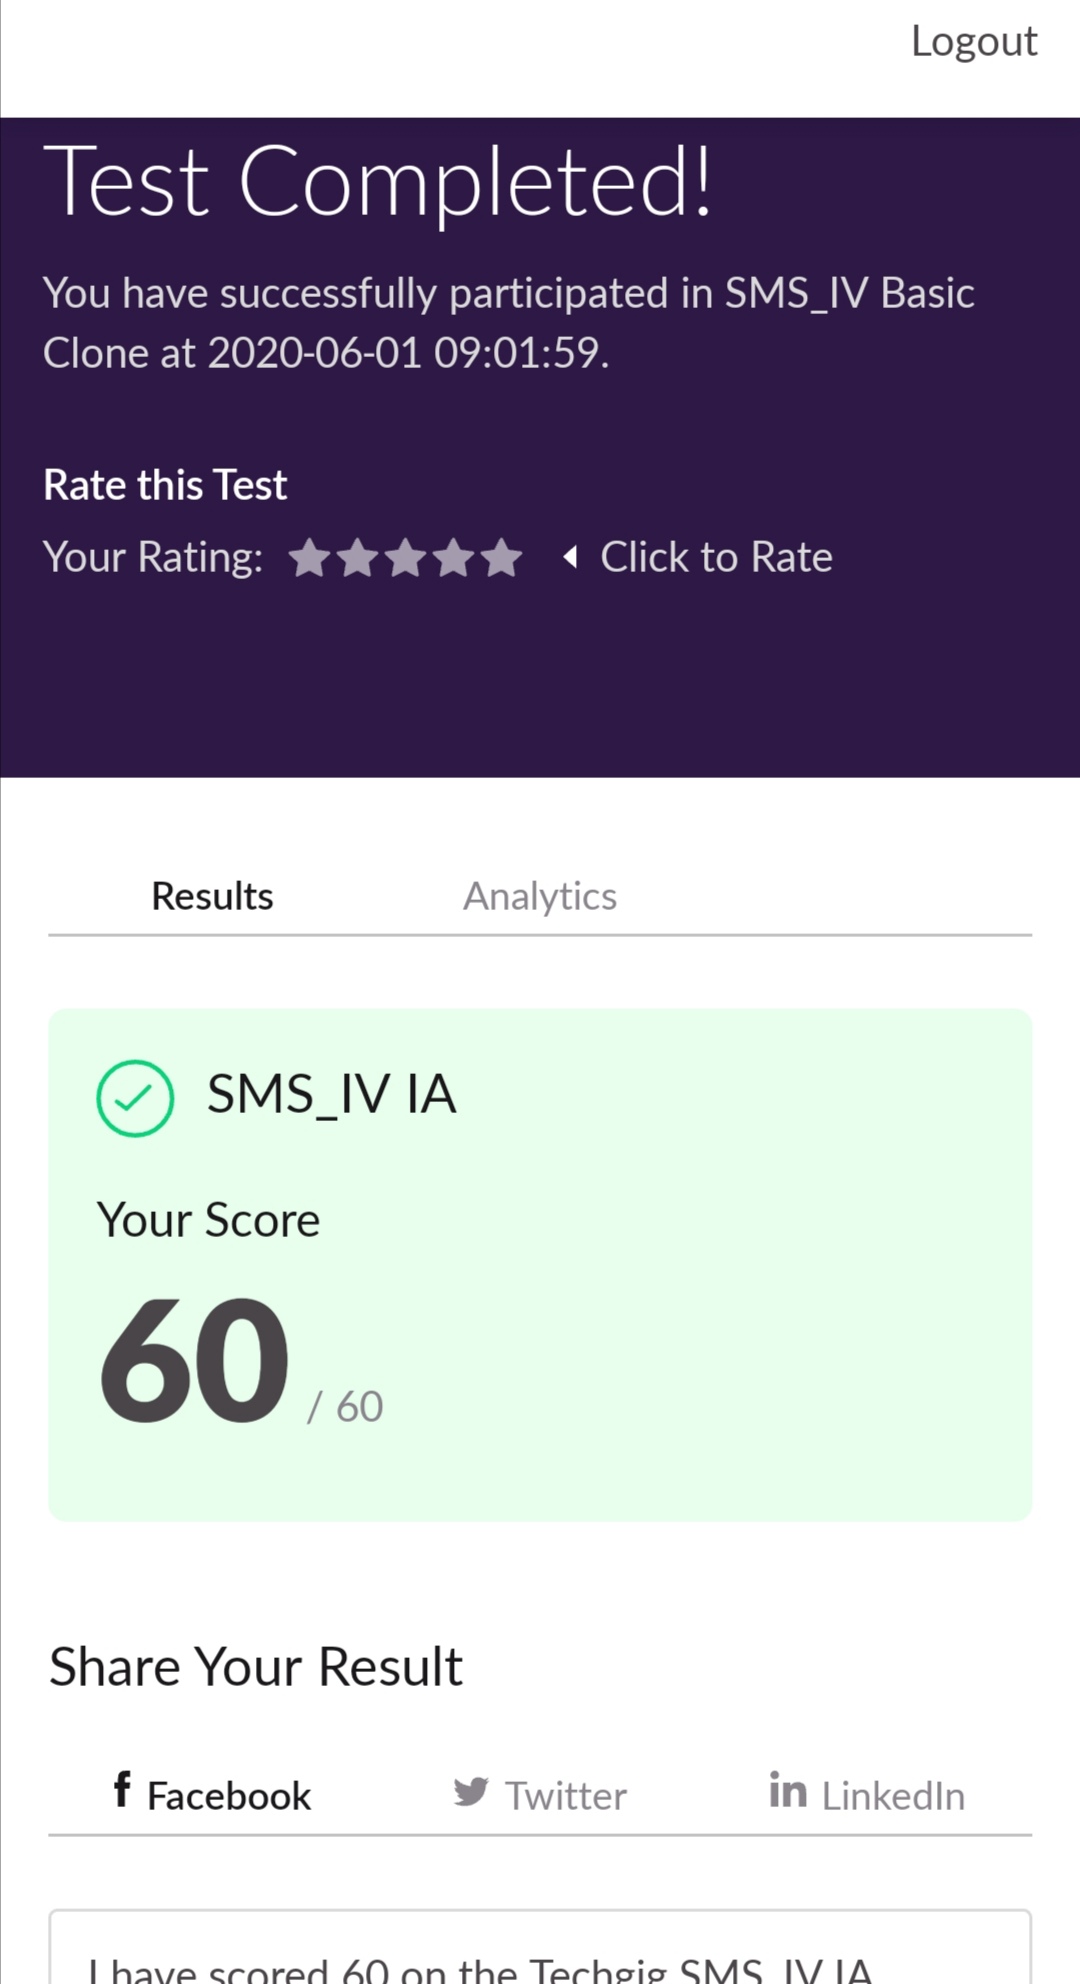 Logout
Test Completed!
You have successfully participated in SMS_IV Basic
Clone at 2020-06-01 09:01:59.
Rate this Test
Your Rating: Click to Rate
Results Analytics
SMS_IV IA
Your Score
60 / 60
Share Your Result
f Facebook Twitter in LinkedIn
I have scored 60 on the Techgig SMS_IV IA